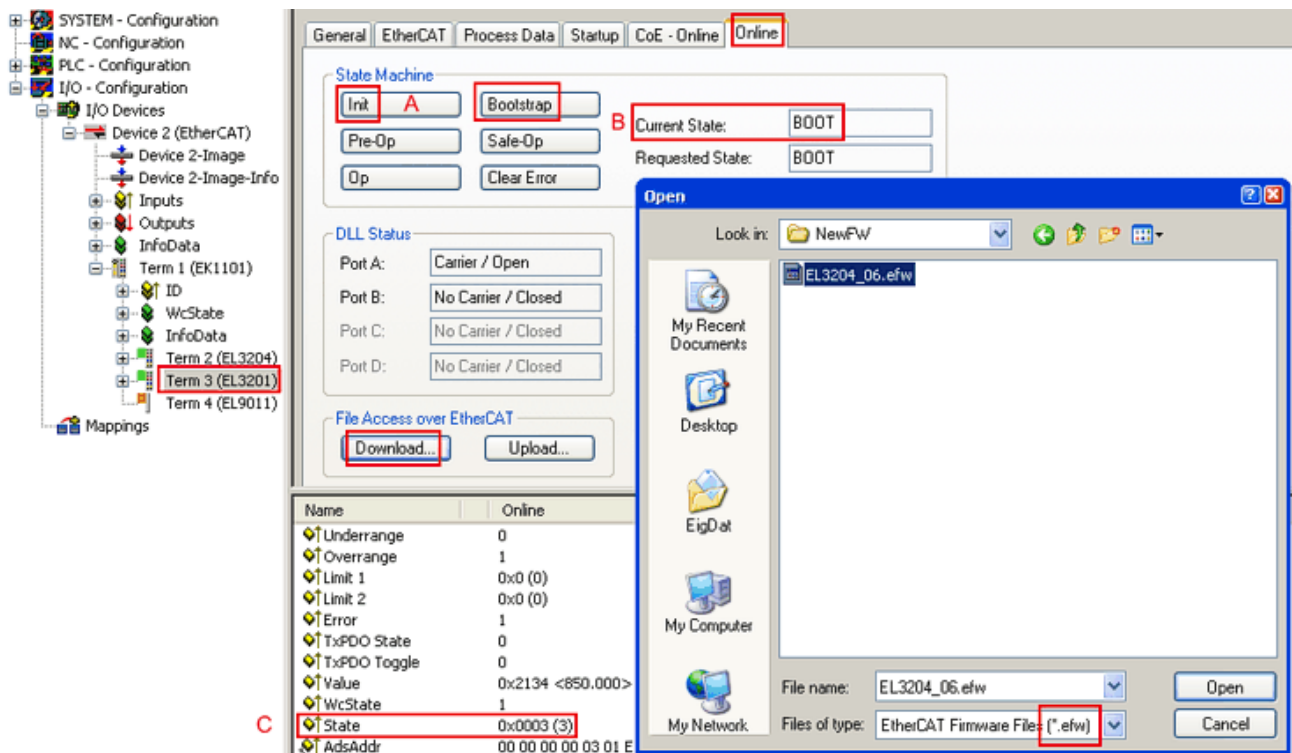 SYSTEM - Configuration
NC - Configuration
PLC - Configuration
I/O - Configuration
I/O Devices
Device 2 (EtherCAT)
Device 2-Image
Device 2-Image-Info
Inputs
Outputs
InfoData
Term 1 (EK1101)
ID
WcState
InfoData
Term 2 (EL3204)
Term 3 (EL3201)
Term 4 (EL9011)
Mappings
General EtherCAT Process Data Startup CoE - Online Online
State Machine
Init A Bootstrap
Pre-Op Safe-Op
Op Clear Error
B Current State: BOOT
Requested State: BOOT
DLL Status
Port A: Carrier / Open
Port B: No Carrier / Closed
Port C: No Carrier / Closed
Port D: No Carrier / Closed
File Access over EtherCAT
Download... Upload...
Name Online
Underrange 0
Overrange 1
Limit 1 0x0 (0)
Limit 2 0x0 (0)
Error 1
TxPDO State 0
TxPDO Toggle 0
Value 0x2134 <850.000>
WcState 1
C State 0x0003 (3)
AdsAddr 00 00 00 00 03 01 E
Open
Look in: NewFW
EL3204_06.efw
My Recent
Documents
Desktop
EigDat
My Computer
My Network
File name: EL3204_06.efw Open
Files of type: EtherCAT Firmware Files (*.efw) Cancel